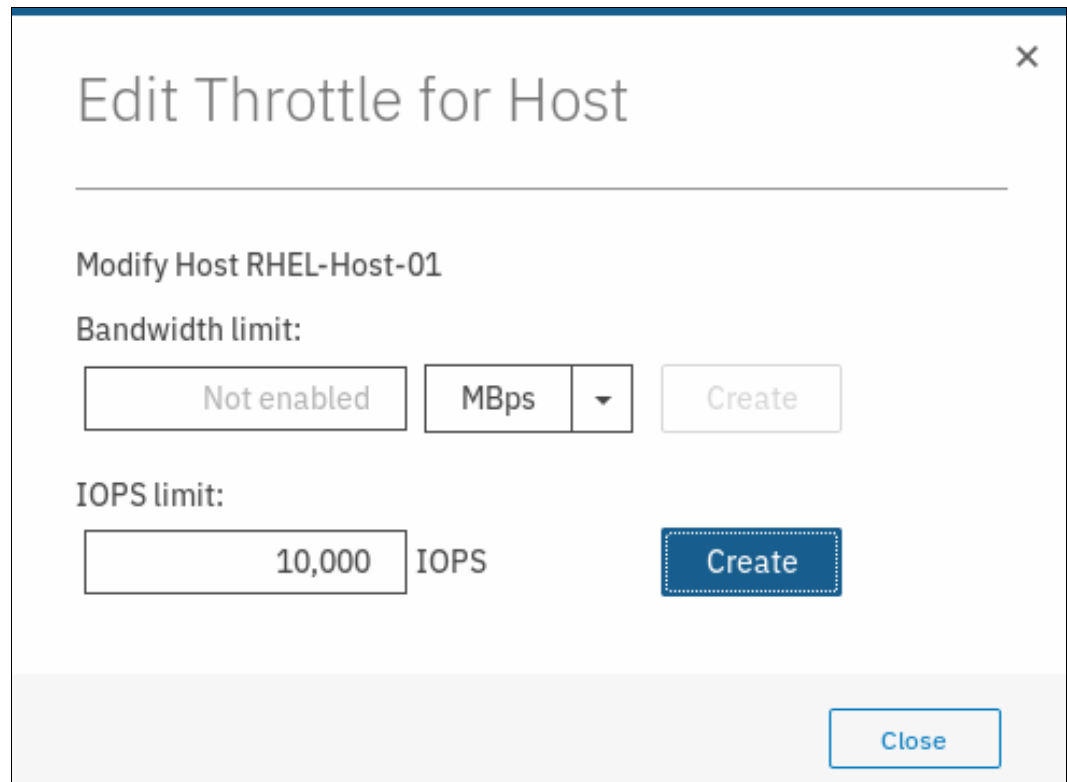 Edit Throttle for Host
Modify Host RHEL-Host-01
Bandwidth limit:
Not enabled MBps Create
IOPS limit:
10,000 IOPS Create
Close